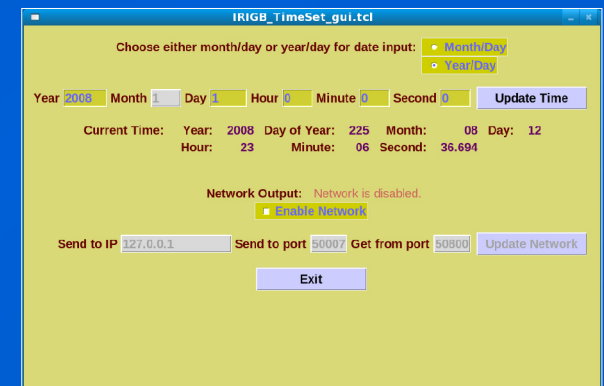 IRIGB_TimeSet_gui.tcl
Choose either month/day or year/day for date input: Month/Day
Year/Day
Year 2008 Month 1 Day 1 Hour 0 Minute 0 Second 0 Update Time
Current Time: Year: 2008 Day of Year: 225 Month: 08 Day: 12
Hour: 23 Minute: 06 Second: 36.694
Network Output: Network is disabled.
Enable Network
Send to IP 127.0.0.1 Send to port 50007 Get from port 50800 Update Network
Exit